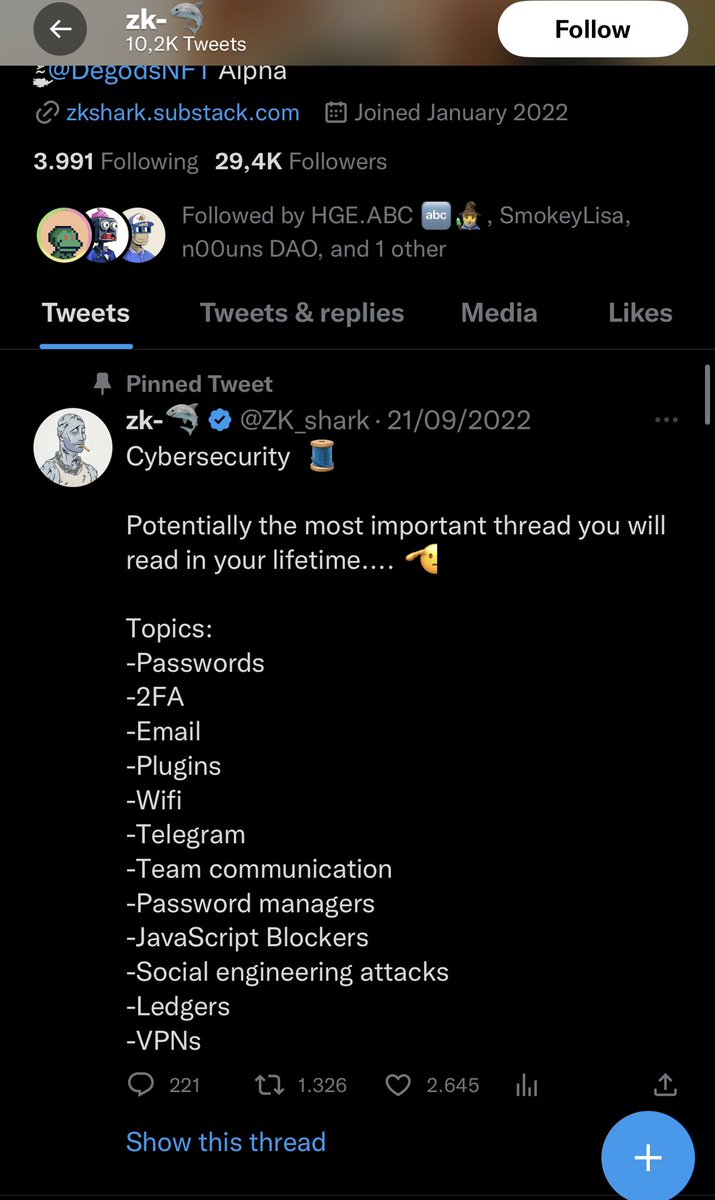 zk-🦈
10,2K Tweets
Follow
@DegodsNFT Alpha
zkshark.substack.com Joined January 2022
3.991 Following 29,4K Followers
Followed by HGE.ABC 🔤🧙‍♂️, SmokeyLisa,
n00uns DAO, and 1 other
Tweets Tweets & replies Media Likes
Pinned Tweet
zk-🦈 @ZK_shark · 21/09/2022
Cybersecurity 🧵
Potentially the most important thread you will
read in your lifetime.... 🫡
Topics:
-Passwords
-2FA
-Email
-Plugins
-Wifi
-Telegram
-Team communication
-Password managers
-JavaScript Blockers
-Social engineering attacks
-Ledgers
-VPNs
221 1.326 2.645
Show this thread